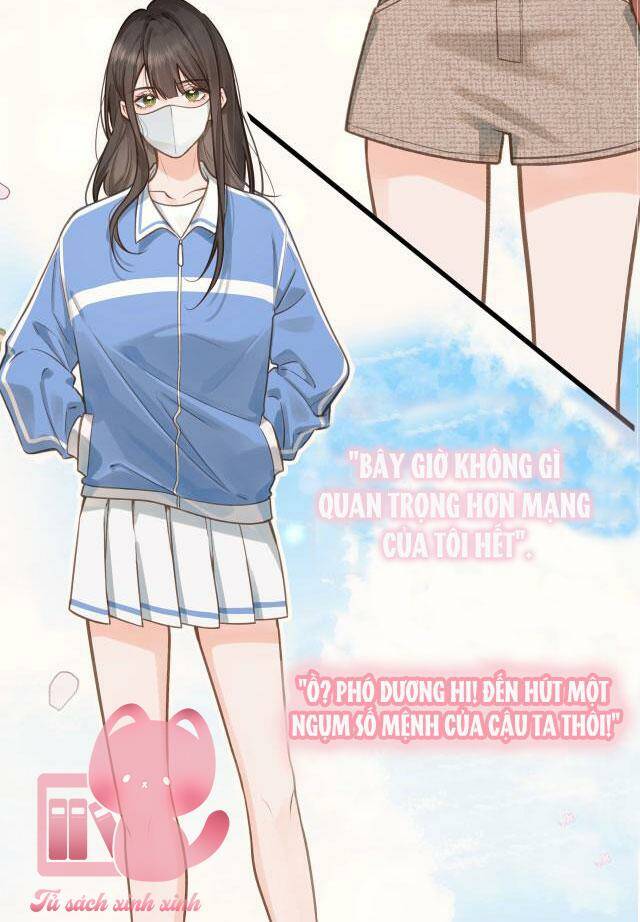 "BÂY GIỜ KHÔNG GÌ
QUAN TRỌNG HƠN MẠNG
CỦA TÔI HẾT".
"Ồ? PHÓ DƯƠNG HI! ĐẾN HÚT MỘT
NGỤM SỐ MỆNH CỦA CẬU TA THÔI!"
Tủ sách xinh xinh